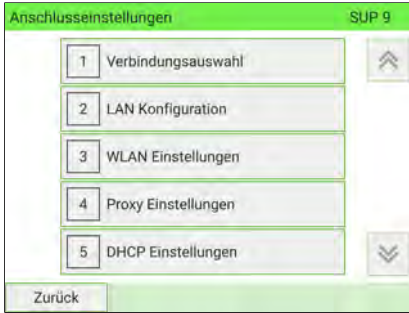 Anschlusseinstellungen SUP 9
1 Verbindungsauswahl
2 LAN Konfiguration
3 WLAN Einstellungen
4 Proxy Einstellungen
5 DHCP Einstellungen
Zurück